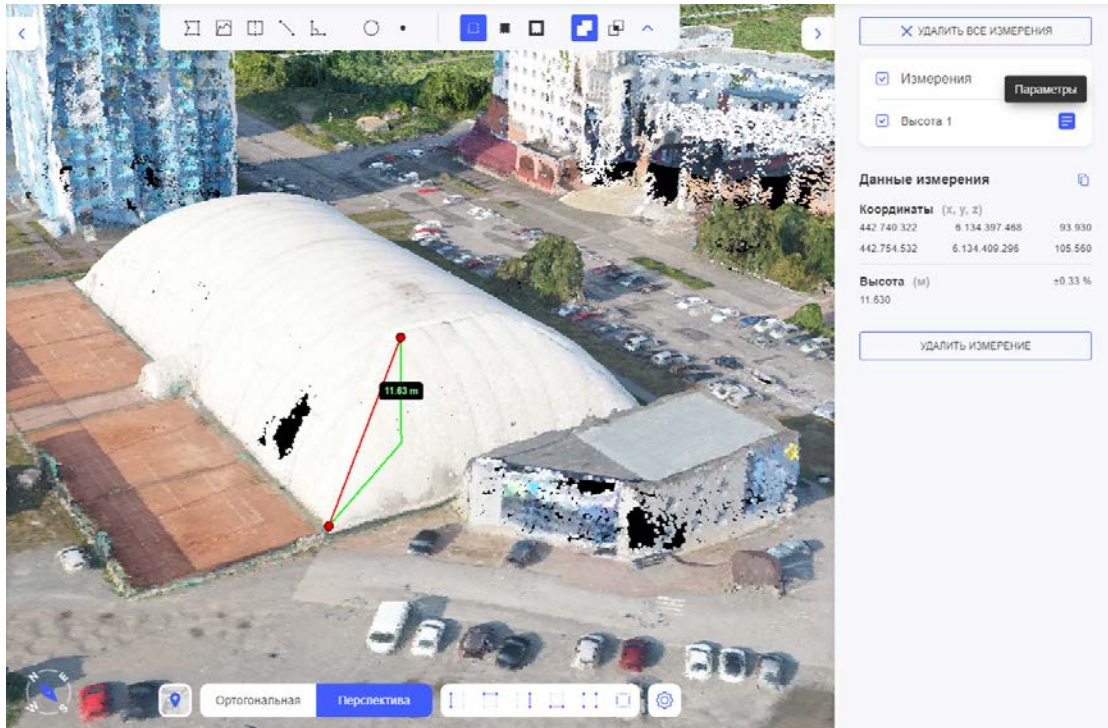 УДАЛИТЬ ВСЕ ИЗМЕРЕНИЯ
Измерения
Параметры
Высота 1
Данные измерения
Координаты (x, y, z)
442.740.322 6.134.397.468 93.930
442.754.532 6.134.409.296 105.560
Высота (м) ±0.33 %
11.630
УДАЛИТЬ ИЗМЕРЕНИЕ
11.63 m
N E
W S
Ортогональная Перспектива